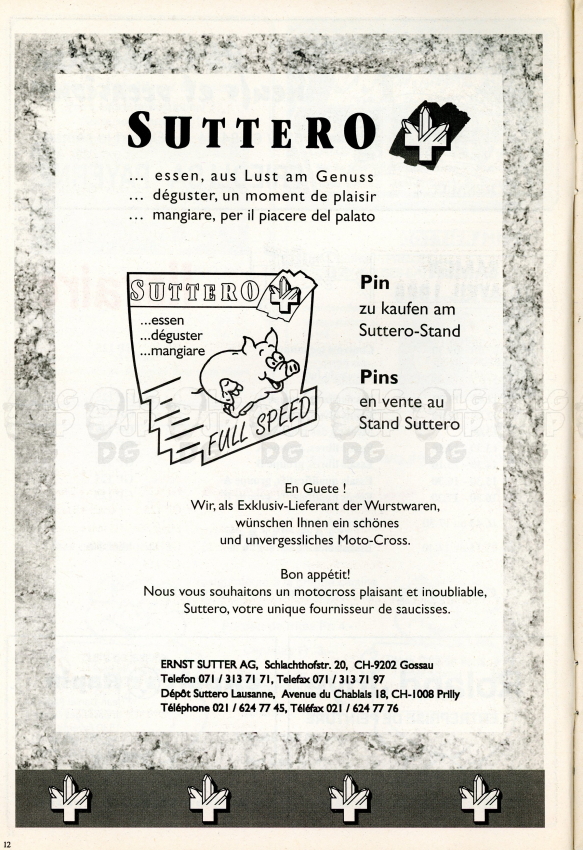 SUTTERO
... essen, aus Lust am Genuss
... déguster, un moment de plaisir
... mangiare, per il piacere del palato
SUTTERO
...essen
...déguster
...mangiare
FULL SPEED
Pin
zu kaufen am
Suttero-Stand
Pins
en vente au
Stand Suttero
En Guete !
Wir, als Exklusiv-Lieferant der Wurstwaren,
wünschen Ihnen ein schönes
und unvergessliches Moto-Cross.
Bon appétit!
Nous vous souhaitons un motocross plaisant et inoubliable,
Suttero, votre unique fournisseur de saucisses.
ERNST SUTTER AG, Schlachthofstr. 20, CH-9202 Gossau
Telefon 071 / 313 71 71, Telefax 071 / 313 71 97
Dépôt Suttero Lausanne, Avenue du Chablais 18, CH-1008 Prilly
Téléphone 021 / 624 77 45, Téléfax 021 / 624 77 76
12